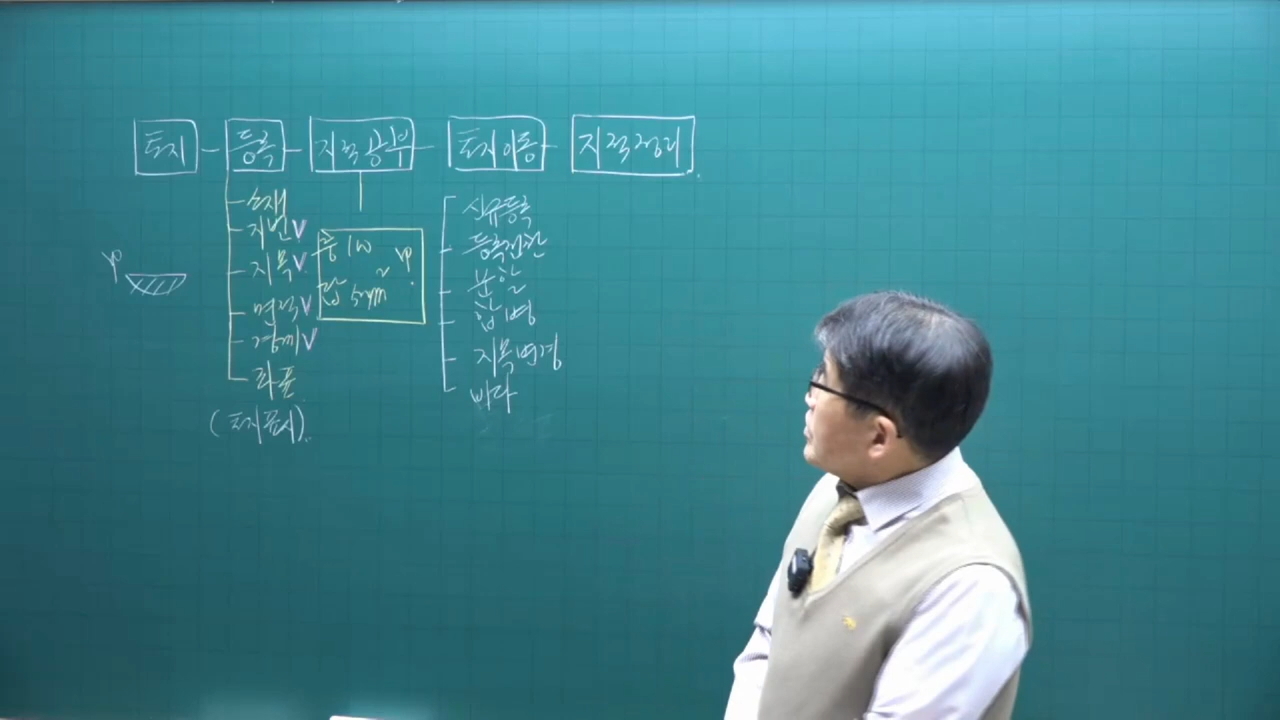 토지 - 등록 - 지적공부 - 토지이동 - 지적정리
소재
지번 V
지목 V
면적 V
경계 V
좌표
(토지표시)
답
신규등록
등록전환
분할
합병
지목변경
바다